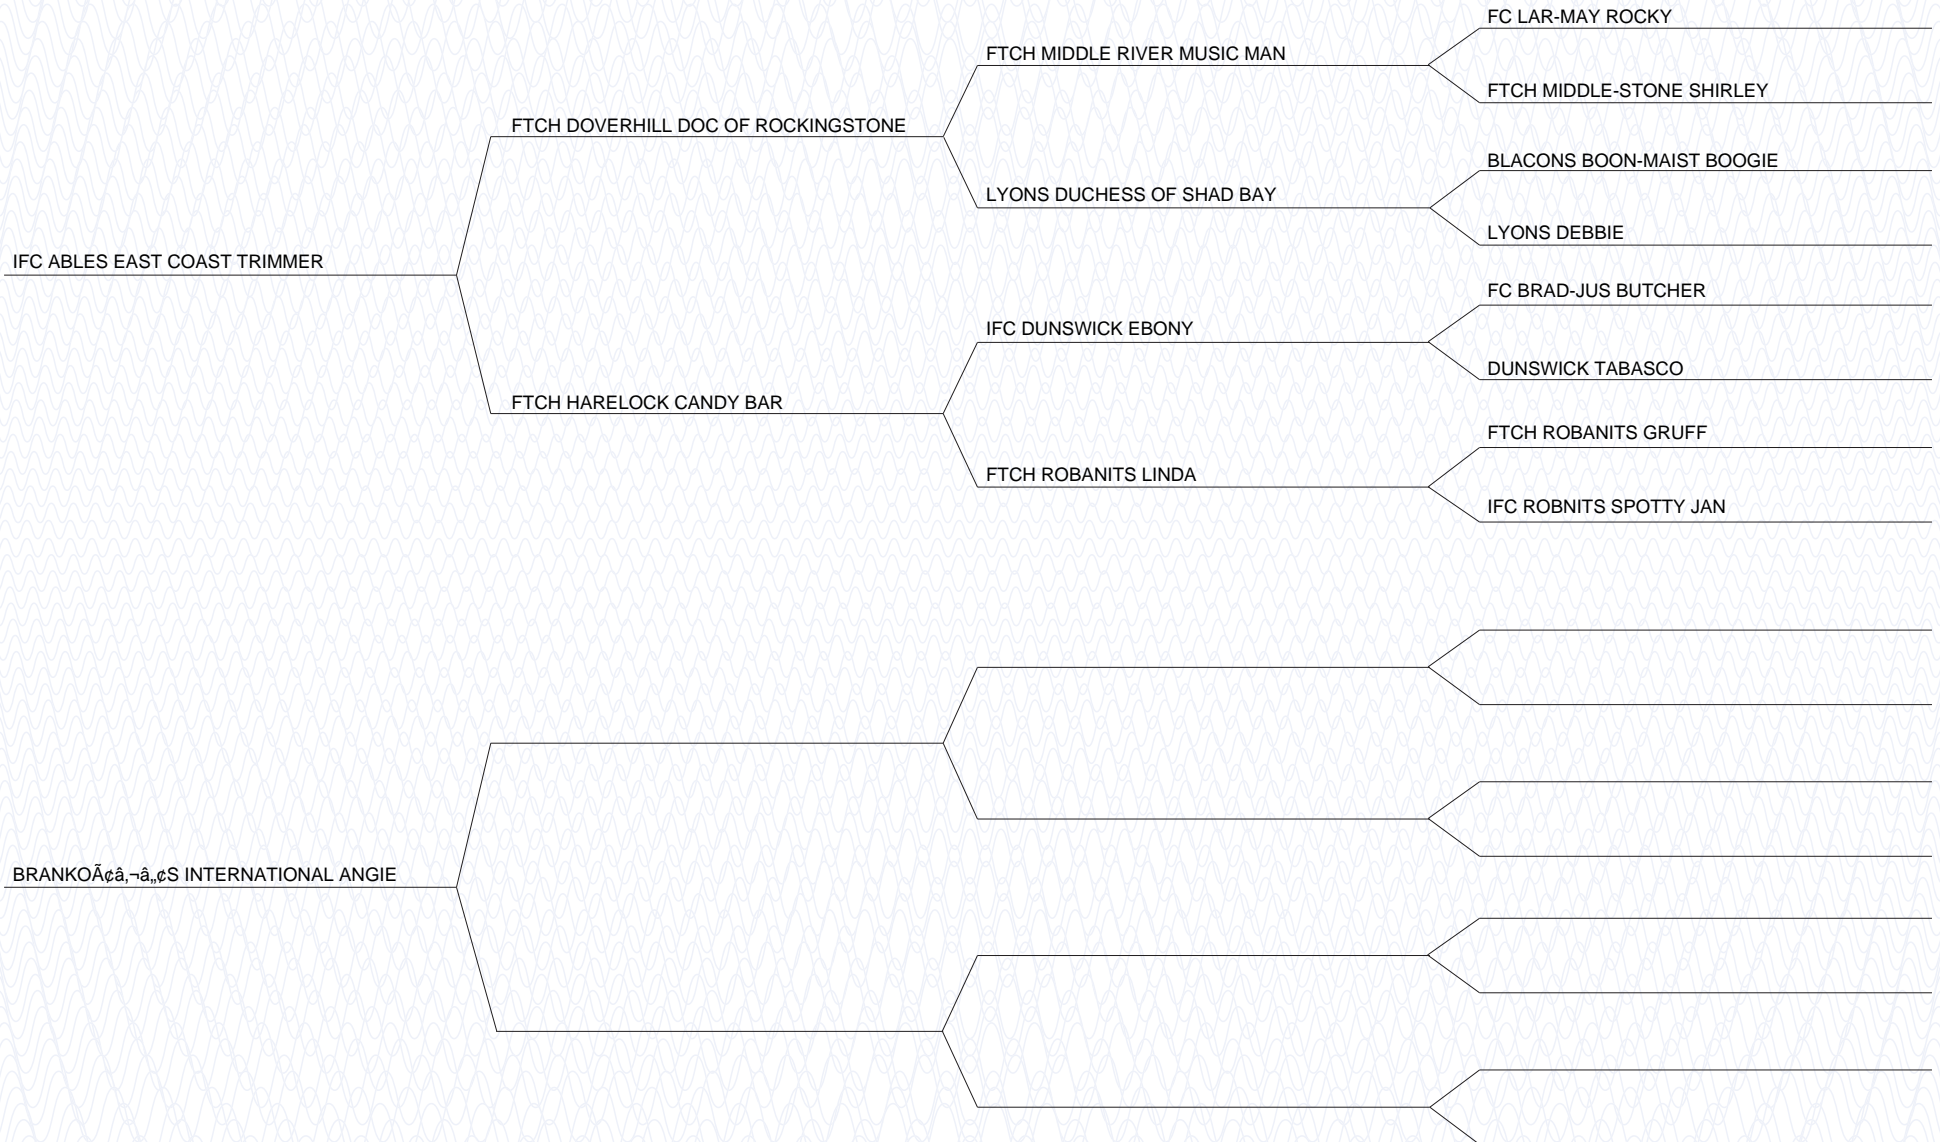 FC LAR-MAY ROCKY
FTCH MIDDLE RIVER MUSIC MAN
FTCH MIDDLE-STONE SHIRLEY
FTCH DOVERHILL DOC OF ROCKINGSTONE
BLACONS BOON-MAIST BOOGIE
LYONS DUCHESS OF SHAD BAY
LYONS DEBBIE
IFC ABLES EAST COAST TRIMMER
FC BRAD-JUS BUTCHER
IFC DUNSWICK EBONY
DUNSWICK TABASCO
FTCH HARELOCK CANDY BAR
FTCH ROBANITS GRUFF
FTCH ROBANITS LINDA
IFC ROBNITS SPOTTY JAN
BRANKOÃ¢â‚¬â„¢S INTERNATIONAL ANGIE